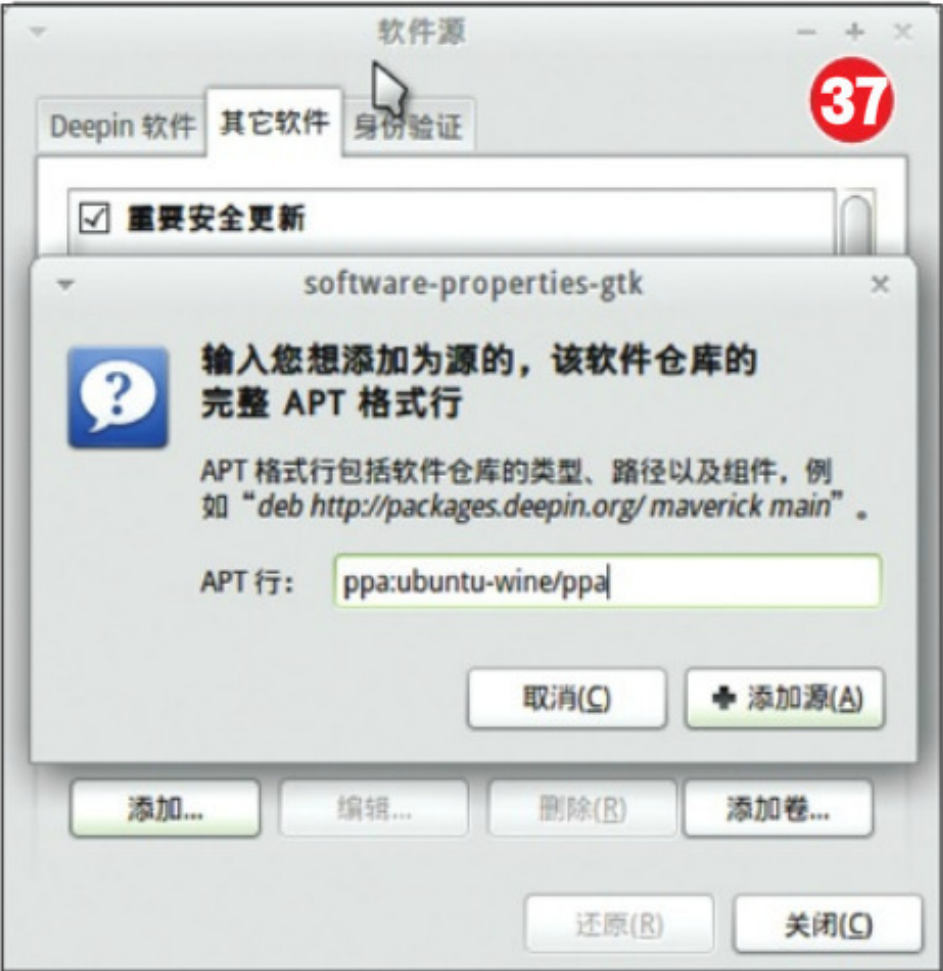 软件源
37
Deepin 软件 其它软件 身份验证
重要安全更新
software-properties-gtk
输入您想添加为源的，该软件仓库的
完整 APT 格式行
APT 格式行包括软件仓库的类型、路径以及组件，例
如“deb http://packages.deepin.org/ maverick main”。
APT 行： ppa:ubuntu-wine/ppa
取消(C) 添加源(A)
添加... 编辑... 删除(R) 添加卷...
还原(R) 关闭(C)